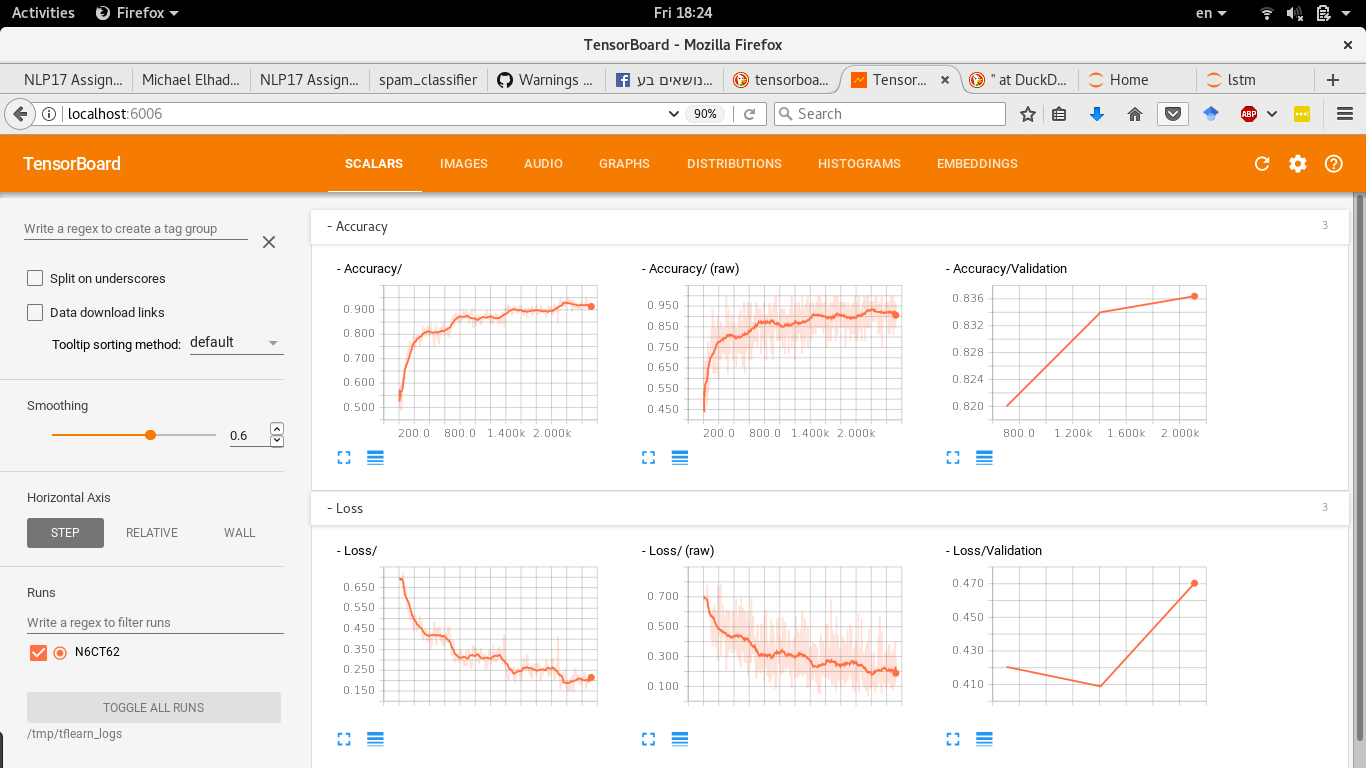 Activities Firefox Fri 18:24 en
TensorBoard - Mozilla Firefox
NLP17 Assign... Michael Elhad... NLP17 Assign... spam_classifier Warnings ... נושאים בע... tensorboa... Tensor... " at DuckD... Home lstm
localhost:6006 90% Search ABP
TensorBoard SCALARS IMAGES AUDIO GRAPHS DISTRIBUTIONS HISTOGRAMS EMBEDDINGS
Write a regex to create a tag group
Split on underscores
Data download links
Tooltip sorting method: default
Smoothing
0.6
Horizontal Axis
STEP RELATIVE WALL
Runs
Write a regex to filter runs
N6CT62
TOGGLE ALL RUNS
/tmp/tflearn_logs
- Accuracy 3
- Accuracy/
0.900
0.800
0.700
0.600
0.500
200.0 800.0 1.400k 2.000k
- Accuracy/ (raw)
0.950
0.850
0.750
0.650
0.550
0.450
200.0 800.0 1.400k 2.000k
- Accuracy/Validation
0.836
0.832
0.828
0.824
0.820
800.0 1.200k 1.600k 2.000k
- Loss 3
- Loss/
0.650
0.550
0.450
0.350
0.250
0.150
- Loss/ (raw)
0.700
0.500
0.300
0.100
- Loss/Validation
0.470
0.450
0.430
0.410